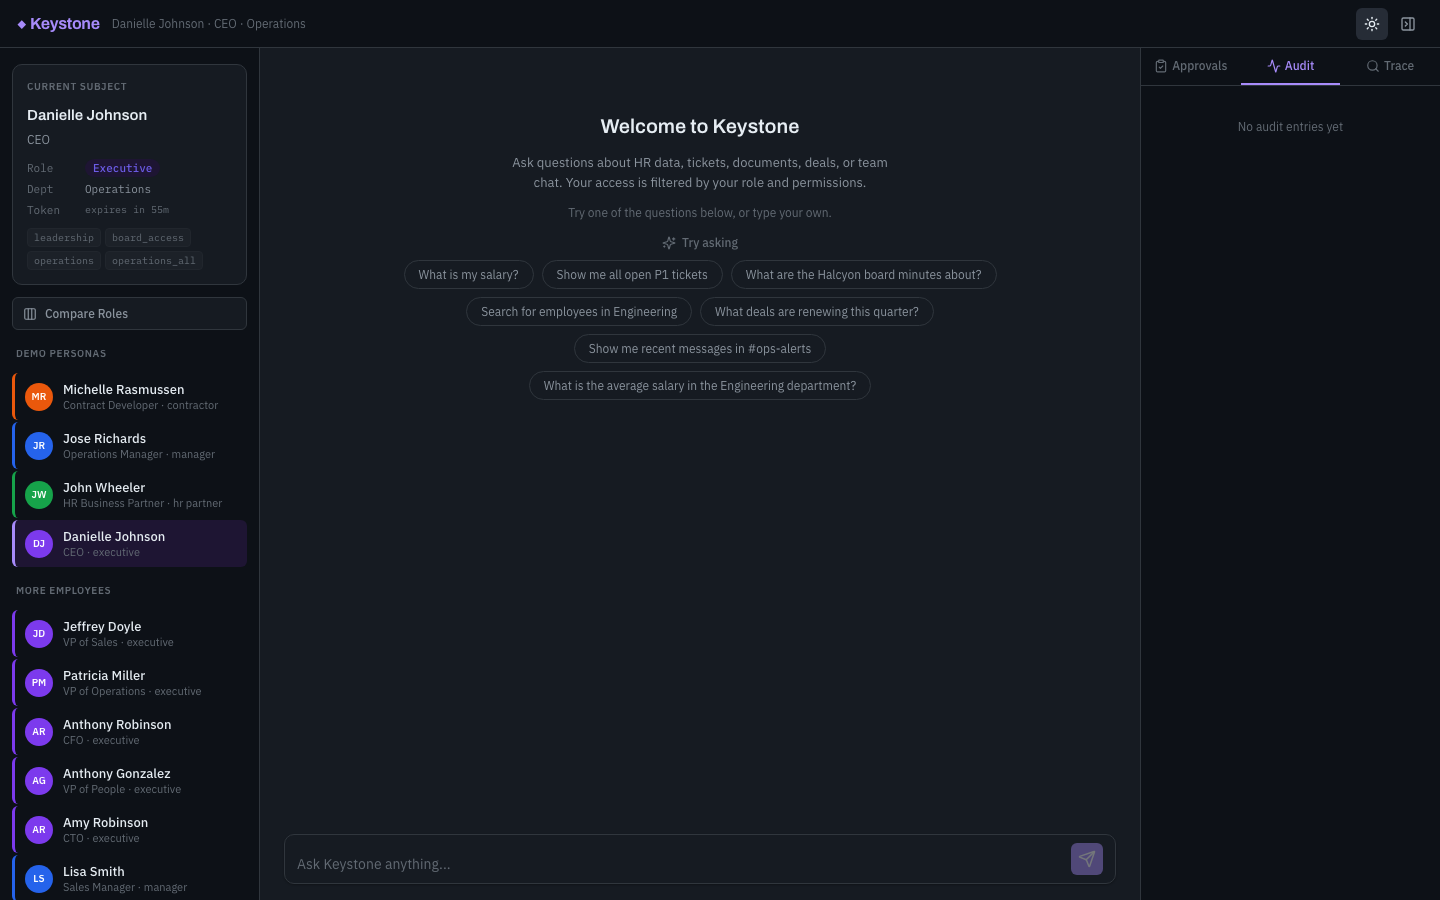 Keystone
Danielle Johnson · CEO · Operations
CURRENT SUBJECT
Danielle Johnson
CEO
Role Executive
Dept Operations
Token expires in 55m
leadership board_access
operations operations_all
Compare Roles
DEMO PERSONAS
MR
Michelle Rasmussen
Contract Developer · contractor
JR
Jose Richards
Operations Manager · manager
JW
John Wheeler
HR Business Partner · hr partner
DJ
Danielle Johnson
CEO · executive
MORE EMPLOYEES
JD
Jeffrey Doyle
VP of Sales · executive
PM
Patricia Miller
VP of Operations · executive
AR
Anthony Robinson
CFO · executive
AG
Anthony Gonzalez
VP of People · executive
AR
Amy Robinson
CTO · executive
LS
Lisa Smith
Sales Manager · manager
Welcome to Keystone
Ask questions about HR data, tickets, documents, deals, or team
chat. Your access is filtered by your role and permissions.
Try one of the questions below, or type your own.
Try asking
What is my salary? Show me all open P1 tickets What are the Halcyon board minutes about?
Search for employees in Engineering What deals are renewing this quarter?
Show me recent messages in #ops-alerts
What is the average salary in the Engineering department?
Ask Keystone anything...
Approvals Audit Trace
No audit entries yet